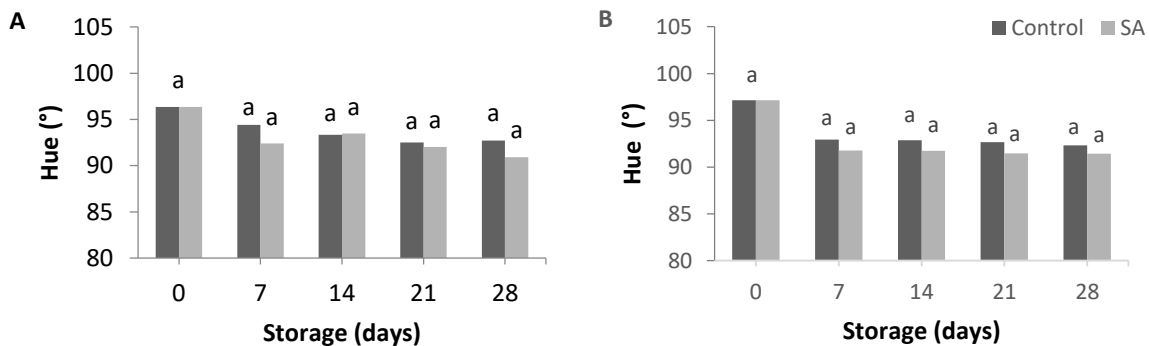 A
105
100
95
90
85
80
Hue (°)
a
a a
a a
a a
a a
0 7 14 21 28
Storage (days)
B
Control SA
105
100
95
90
85
80
Hue (°)
a
a a
a a
a a
a a
0 7 14 21 28
Storage (days)